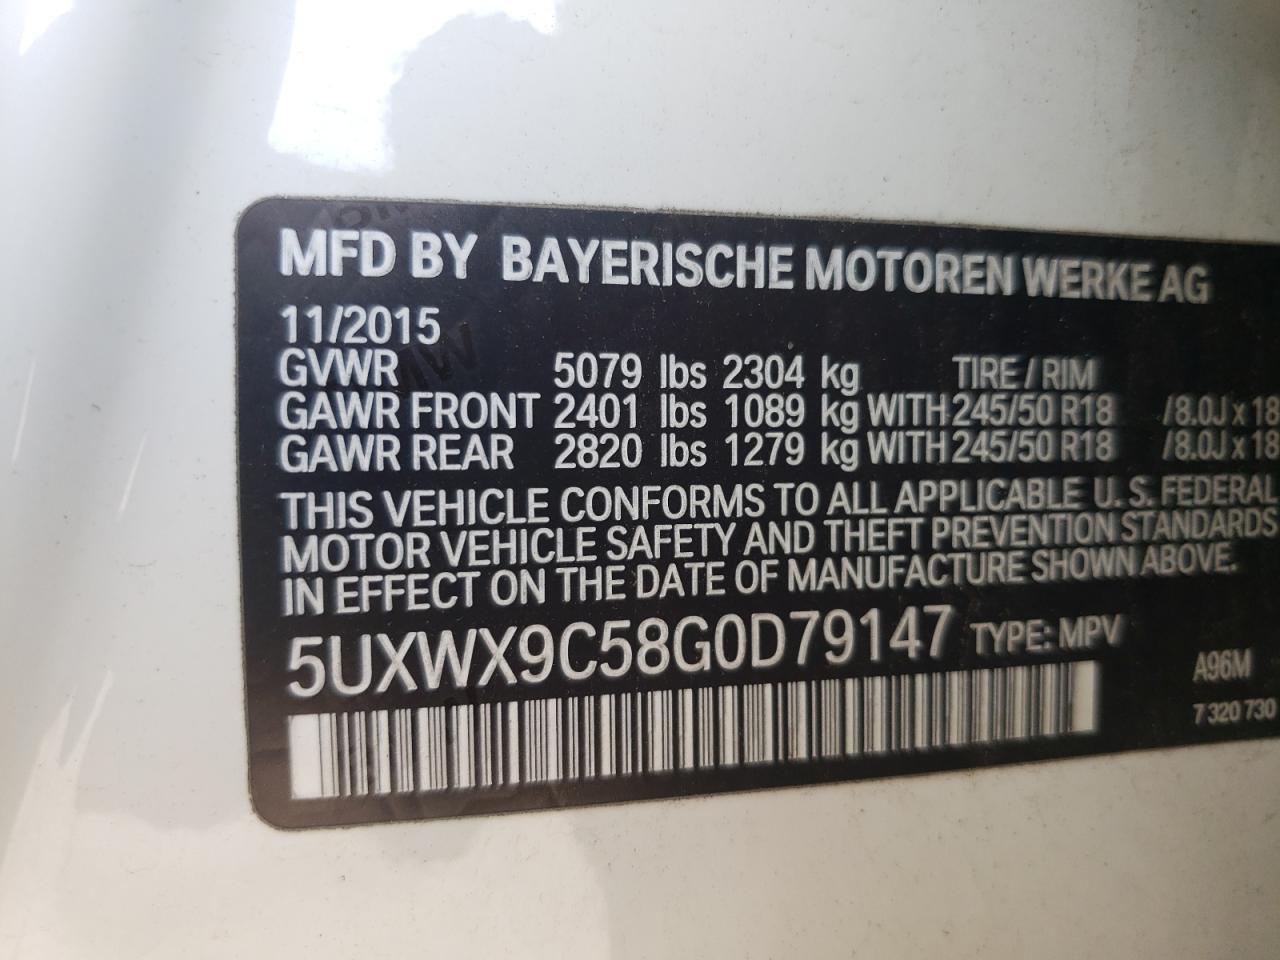 MFD BY BAYERISCHE MOTOREN WERKE AG
11/2015
GVWR 5079 lbs 2304 kg TIRE / RIM
GAWR FRONT 2401 lbs 1089 kg WITH 245/50 R18 /8.0J x 18
GAWR REAR 2820 lbs 1279 kg WITH 245/50 R18 /8.0J x 18
THIS VEHICLE CONFORMS TO ALL APPLICABLE U. S. FEDERAL
MOTOR VEHICLE SAFETY AND THEFT PREVENTION STANDARDS
IN EFFECT ON THE DATE OF MANUFACTURE SHOWN ABOVE.
5UXWX9C58G0D79147 TYPE: MPV
A96M
7 320 730